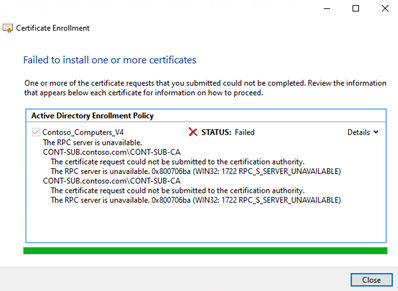 Certificate Enrollment
Failed to install one or more certificates
One or more of the certificate requests that you submitted could not be completed. Review the information
that appears below each certificate for information on how to proceed.
Active Directory Enrollment Policy
Contoso_Computers_V4 STATUS: Failed Details
The RPC server is unavailable.
CONT-SUB.contoso.com\CONT-SUB-CA
The certificate request could not be submitted to the certification authority.
The RPC server is unavailable. 0x800706ba (WIN32: 1722 RPC_S_SERVER_UNAVAILABLE)
CONT-SUB.contoso.com\CONT-SUB-CA
The certificate request could not be submitted to the certification authority.
The RPC server is unavailable. 0x800706ba (WIN32: 1722 RPC_S_SERVER_UNAVAILABLE)
Close